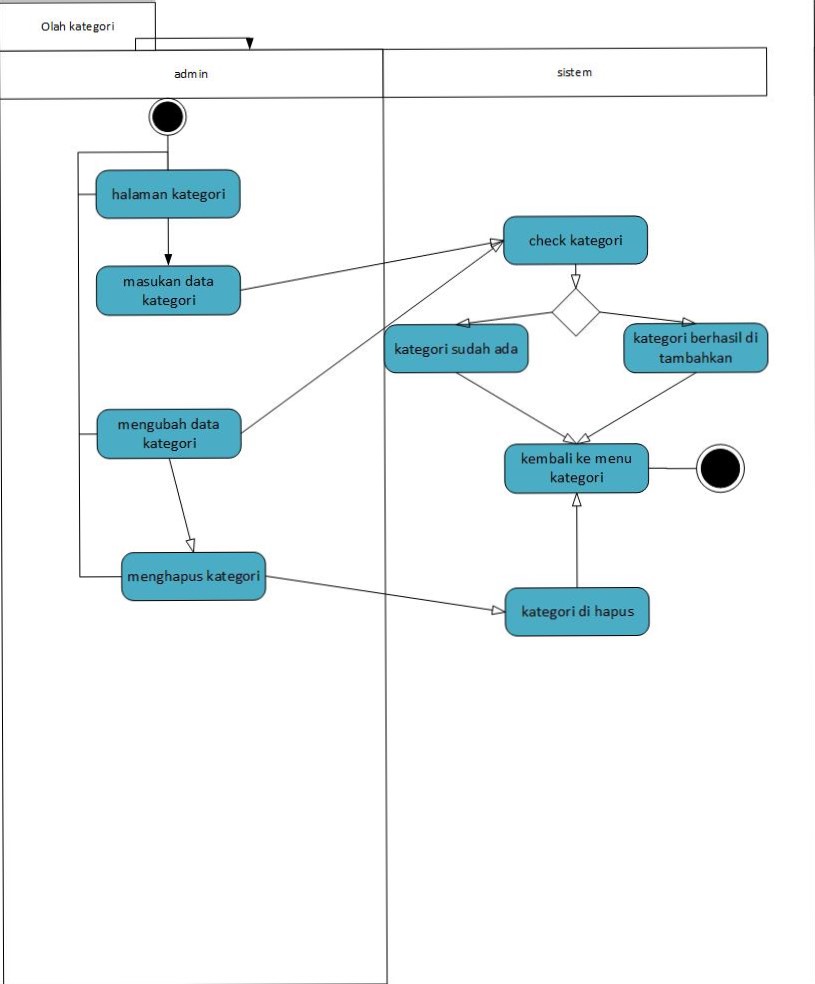 Olah kategori
admin
sistem
halaman kategori
masukan data
kategori
mengubah data
kategori
menghapus kategori
check kategori
kategori sudah ada
kategori berhasil di
tambahkan
kembali ke menu
kategori
kategori di hapus